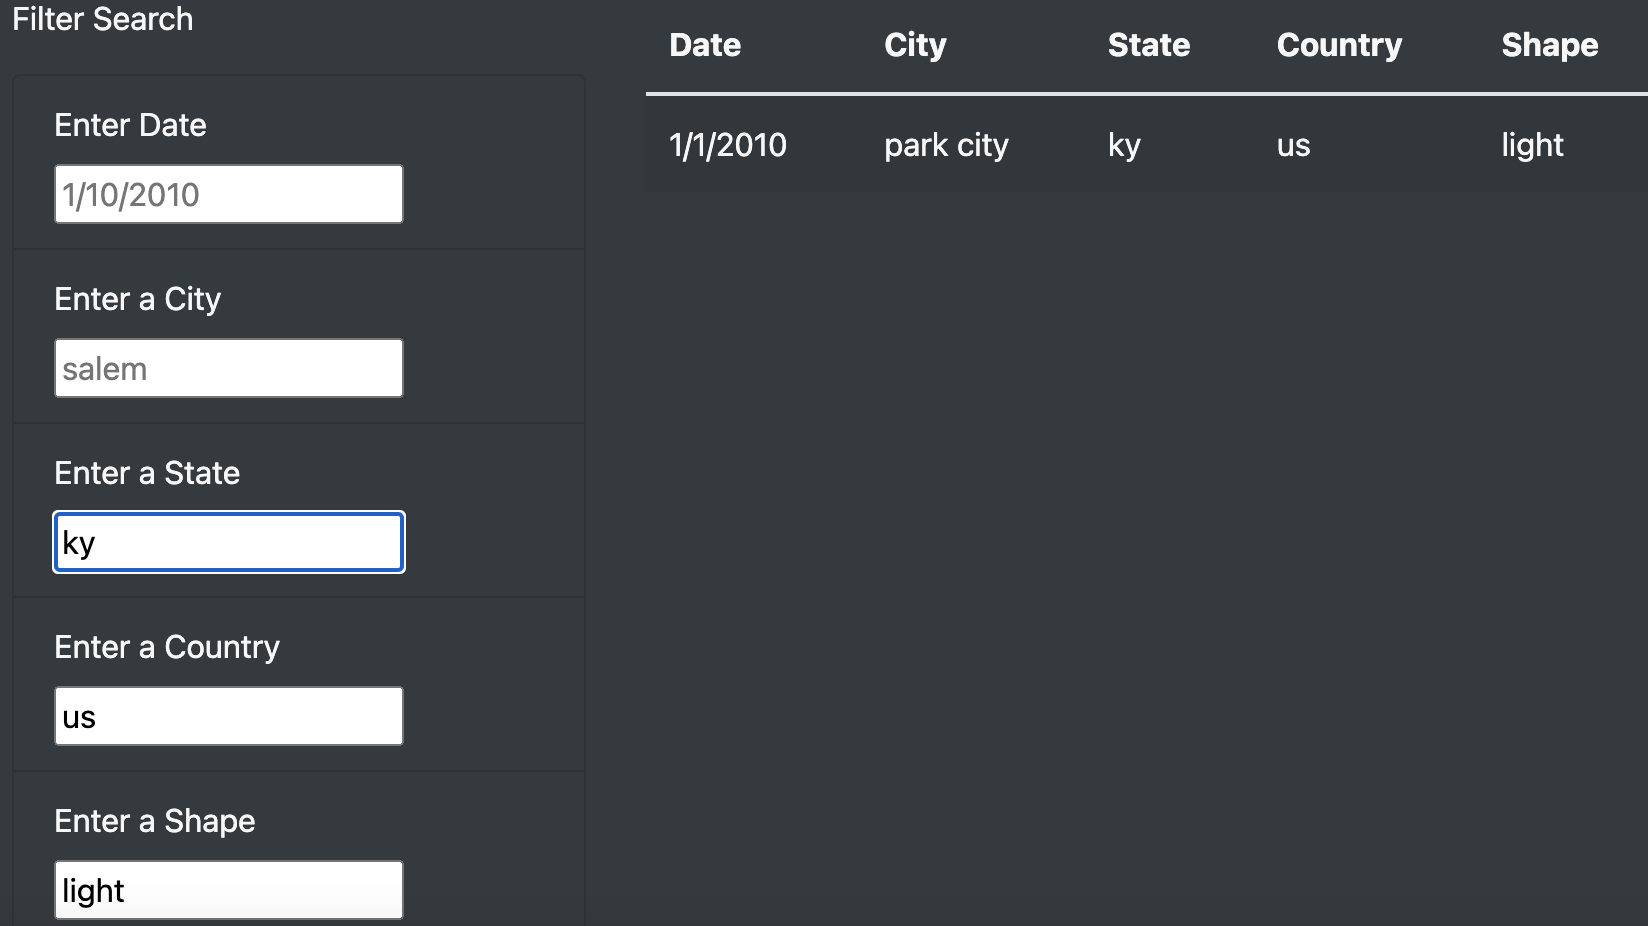 Filter Search
Enter Date
1/10/2010
Enter a City
salem
Enter a State
ky
Enter a Country
us
Enter a Shape
light
Date City State Country Shape
1/1/2010 park city ky us light